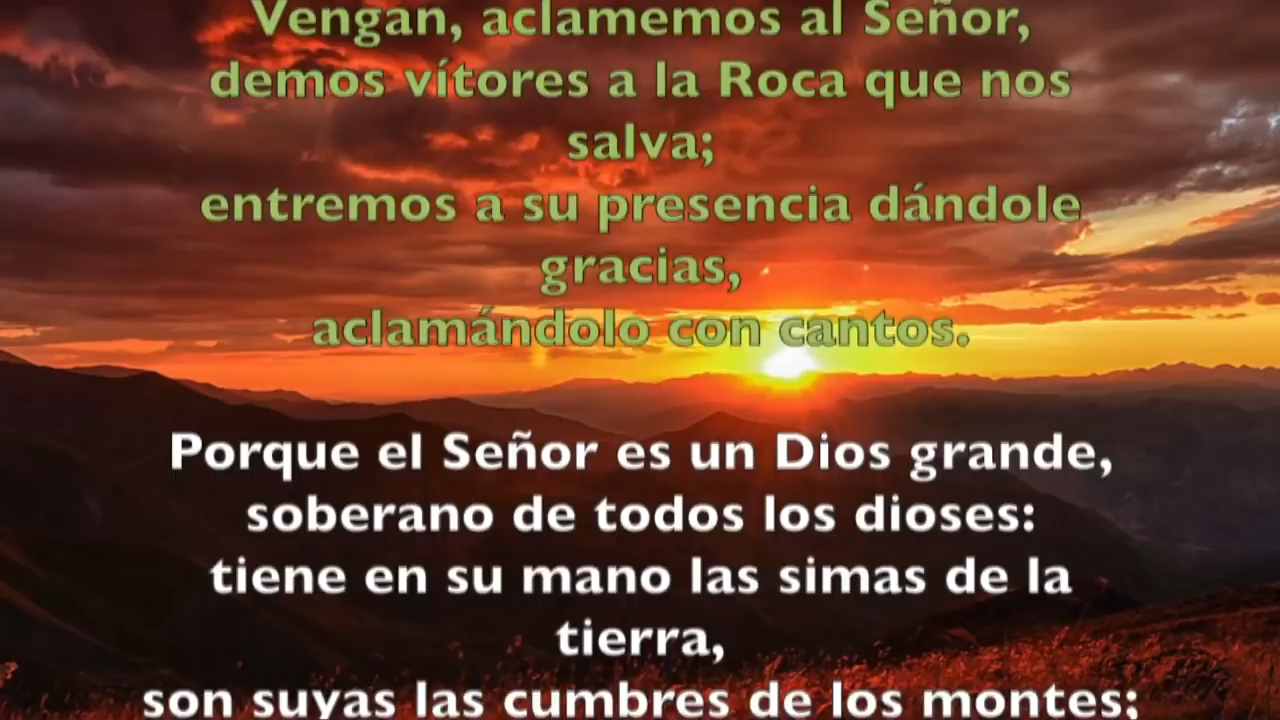 Vengan, aclamemos al Señor,
demos vítores a la Roca que nos
salva;
entremos a su presencia dándole
gracias,
aclamándolo con cantos.
Porque el Señor es un Dios grande,
soberano de todos los dioses:
tiene en su mano las simas de la
tierra,
son suyas las cumbres de los montes;